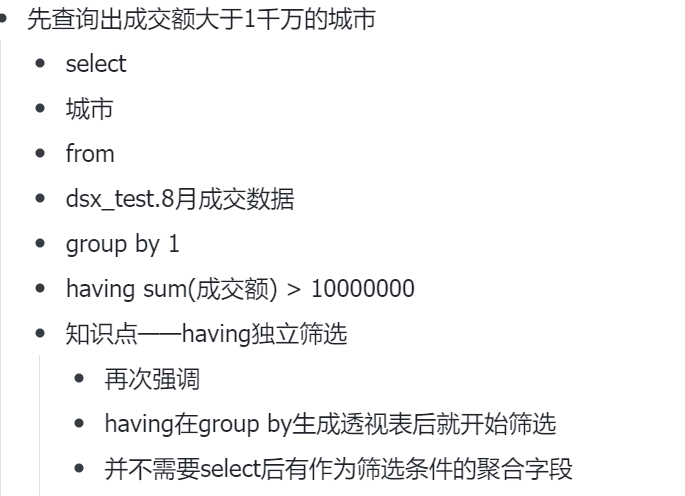 先查询出成交额大于1千万的城市
select
城市
from
dsx_test.8月成交数据
group by 1
having sum(成交额) > 10000000
知识点——having独立筛选
再次强调
having在group by生成透视表后就开始筛选
并不需要select后有作为筛选条件的聚合字段